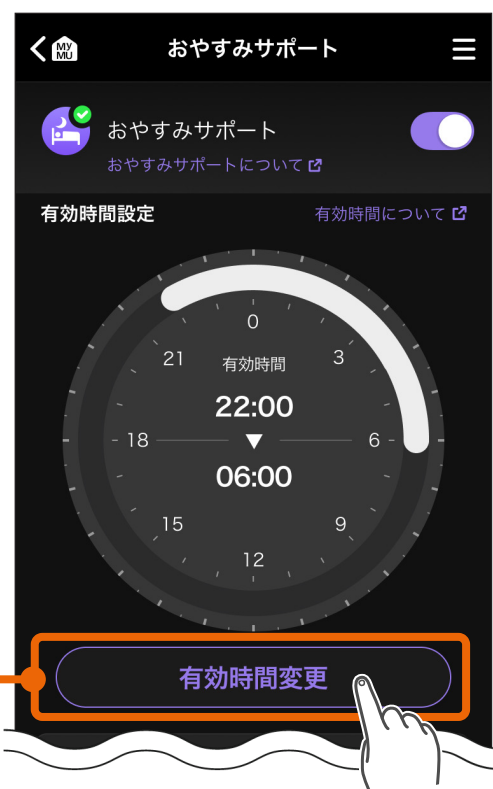 MY
MU
おやすみサポート
おやすみサポート
おやすみサポートについて
有効時間設定
有効時間について
0
21
有効時間
3
22:00
18
6
06:00
15
9
12
有効時間変更